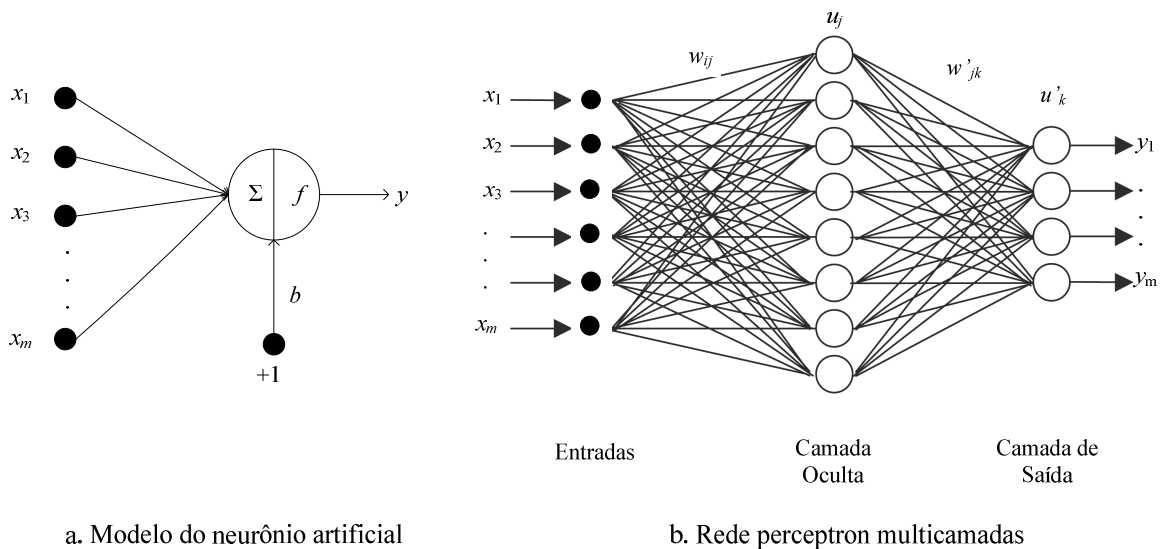 x1
x2
x3
.
.
.
.
xm
Σ
f
y
b
+1
a. Modelo do neurônio artificial
uj
wij
w'jk
u'k
x1
x2
x3
.
.
.
xm
y1
.
.
.
ym
Entradas
Camada
Oculta
Camada de
Saída
b. Rede perceptron multicamadas